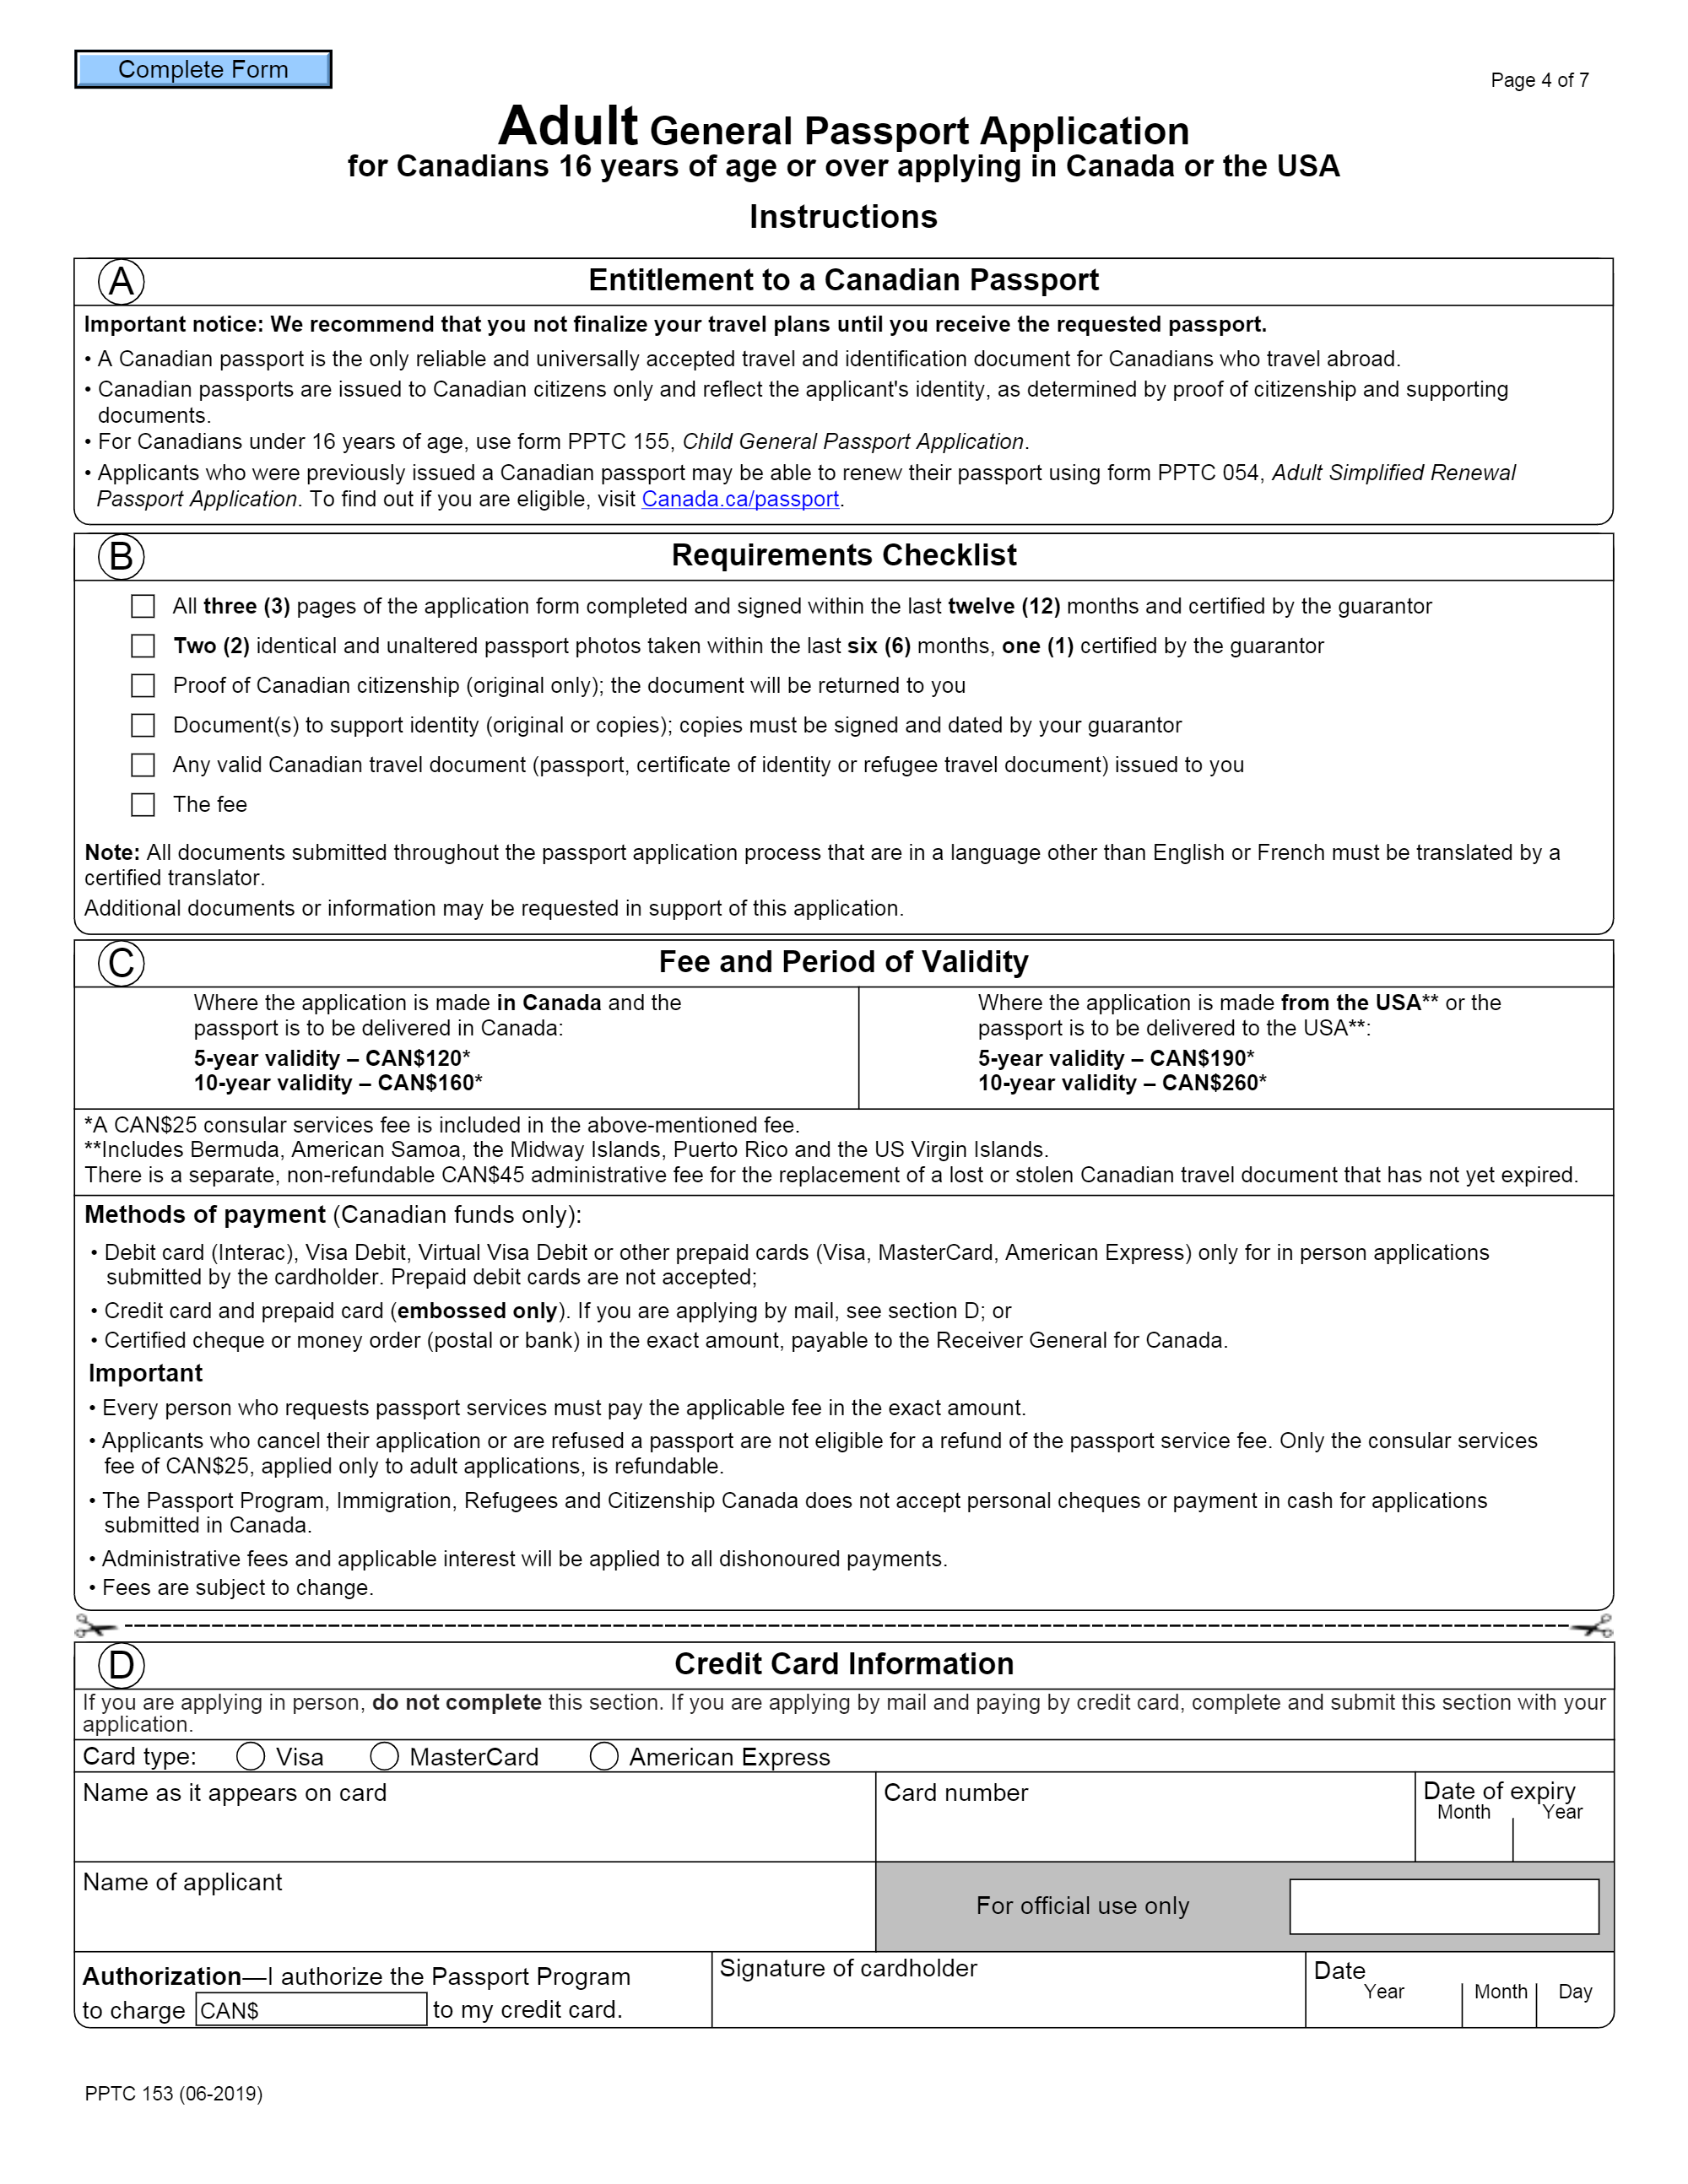 Complete Form
Page 4 of 7
Adult General Passport Application
for Canadians 16 years of age or over applying in Canada or the USA
Instructions
A
Entitlement to a Canadian Passport
Important notice: We recommend that you not finalize your travel plans until you receive the requested passport.
• A Canadian passport is the only reliable and universally accepted travel and identification document for Canadians who travel abroad.
• Canadian passports are issued to Canadian citizens only and reflect the applicant's identity, as determined by proof of citizenship and supporting
documents.
• For Canadians under 16 years of age, use form PPTC 155, Child General Passport Application.
• Applicants who were previously issued a Canadian passport may be able to renew their passport using form PPTC 054, Adult Simplified Renewal
Passport Application. To find out if you are eligible, visit Canada.ca/passport.
B
Requirements Checklist
All three (3) pages of the application form completed and signed within the last twelve (12) months and certified by the guarantor
Two (2) identical and unaltered passport photos taken within the last six (6) months, one (1) certified by the guarantor
Proof of Canadian citizenship (original only); the document will be returned to you
Document(s) to support identity (original or copies); copies must be signed and dated by your guarantor
Any valid Canadian travel document (passport, certificate of identity or refugee travel document) issued to you
The fee
Note: All documents submitted throughout the passport application process that are in a language other than English or French must be translated by a
certified translator.
Additional documents or information may be requested in support of this application.
C
Fee and Period of Validity
Where the application is made in Canada and the
passport is to be delivered in Canada:
5-year validity – CAN$120*
10-year validity – CAN$160*
Where the application is made from the USA** or the
passport is to be delivered to the USA**:
5-year validity – CAN$190*
10-year validity – CAN$260*
*A CAN$25 consular services fee is included in the above-mentioned fee.
**Includes Bermuda, American Samoa, the Midway Islands, Puerto Rico and the US Virgin Islands.
There is a separate, non-refundable CAN$45 administrative fee for the replacement of a lost or stolen Canadian travel document that has not yet expired.
Methods of payment (Canadian funds only):
• Debit card (Interac), Visa Debit, Virtual Visa Debit or other prepaid cards (Visa, MasterCard, American Express) only for in person applications
submitted by the cardholder. Prepaid debit cards are not accepted;
• Credit card and prepaid card (embossed only). If you are applying by mail, see section D; or
• Certified cheque or money order (postal or bank) in the exact amount, payable to the Receiver General for Canada.
Important
• Every person who requests passport services must pay the applicable fee in the exact amount.
• Applicants who cancel their application or are refused a passport are not eligible for a refund of the passport service fee. Only the consular services
fee of CAN$25, applied only to adult applications, is refundable.
• The Passport Program, Immigration, Refugees and Citizenship Canada does not accept personal cheques or payment in cash for applications
submitted in Canada.
• Administrative fees and applicable interest will be applied to all dishonoured payments.
• Fees are subject to change.
D
Credit Card Information
If you are applying in person, do not complete this section. If you are applying by mail and paying by credit card, complete and submit this section with your
application.
Card type: Visa MasterCard American Express
Name as it appears on card
Card number
Date of expiry
Month Year
Name of applicant
For official use only
Authorization—I authorize the Passport Program
to charge CAN$ to my credit card.
Signature of cardholder
Date
Year Month Day
PPTC 153 (06-2019)